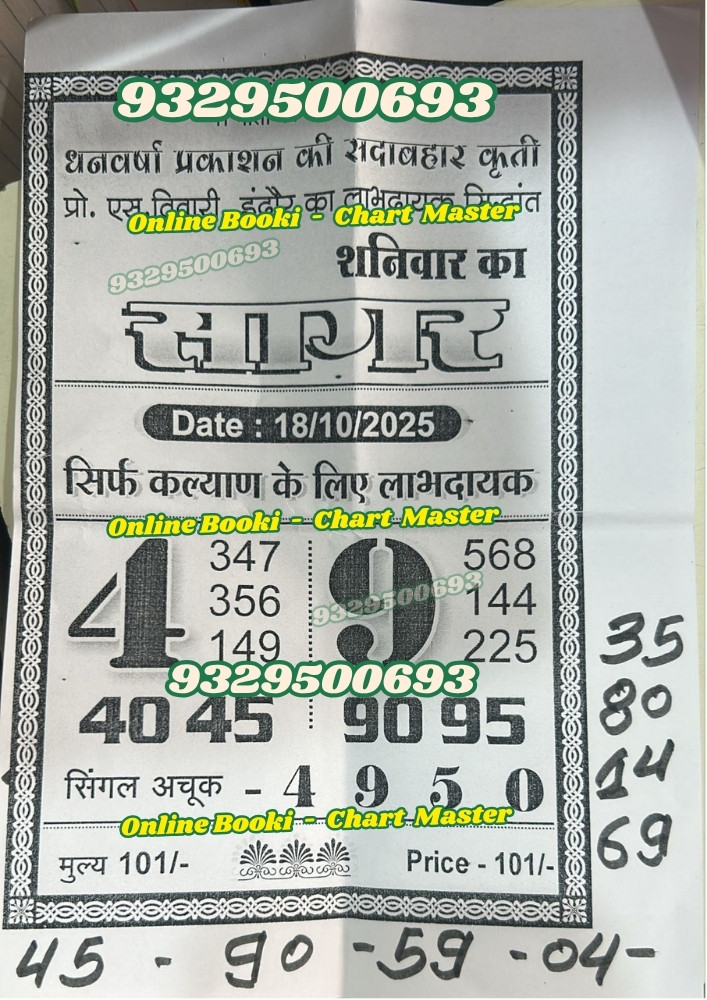 9329500693
धनवर्षा प्रकाशन की सदाबहार कृती
प्रो. एस.तिवारी, इंदौर का लाभदायक सिद्धांत
Online Booki - Chart Master
9329500693
शनिवार का
सागर
Date : 18/10/2025
सिर्फ कल्याण के लिए लाभदायक
Online Booki - Chart Master
4 347 9 568
356 144
9329500693
149 225
35
9329500693
80
40 45 90 95
14
सिंगल अचूक - 4 9 5 0
Online Booki - Chart Master
69
मुल्य 101/- Price - 101/-
45 - 90 - 59 - 04 -